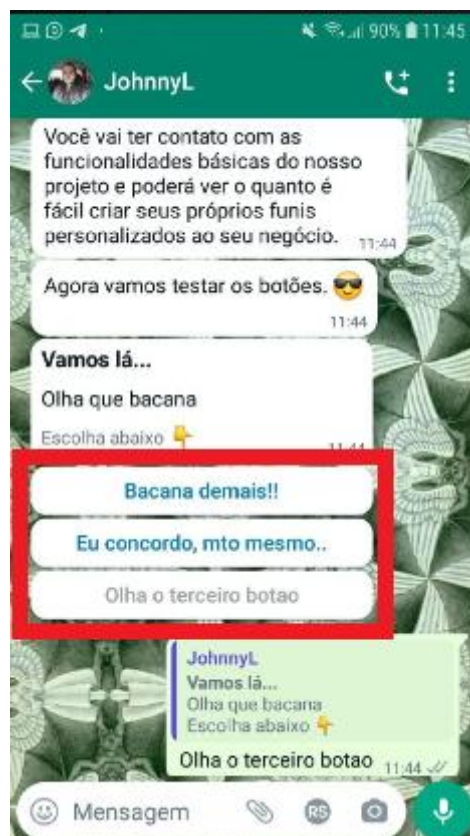 90% 11:45
JohnnyL
Você vai ter contato com as
funcionalidades básicas do nosso
projeto e poderá ver o quanto é
fácil criar seus próprios funis
personalizados ao seu negócio. 11:44
Agora vamos testar os botões. 😎
11:44
Vamos lá...
Olha que bacana
Escolha abaixo 👇 11:44
Bacana demais!!
Eu concordo, mto mesmo..
Olha o terceiro botao
JohnnyL
Vamos lá...
Olha que bacana
Escolha abaixo 👇
Olha o terceiro botao 11:44
Mensagem
R$